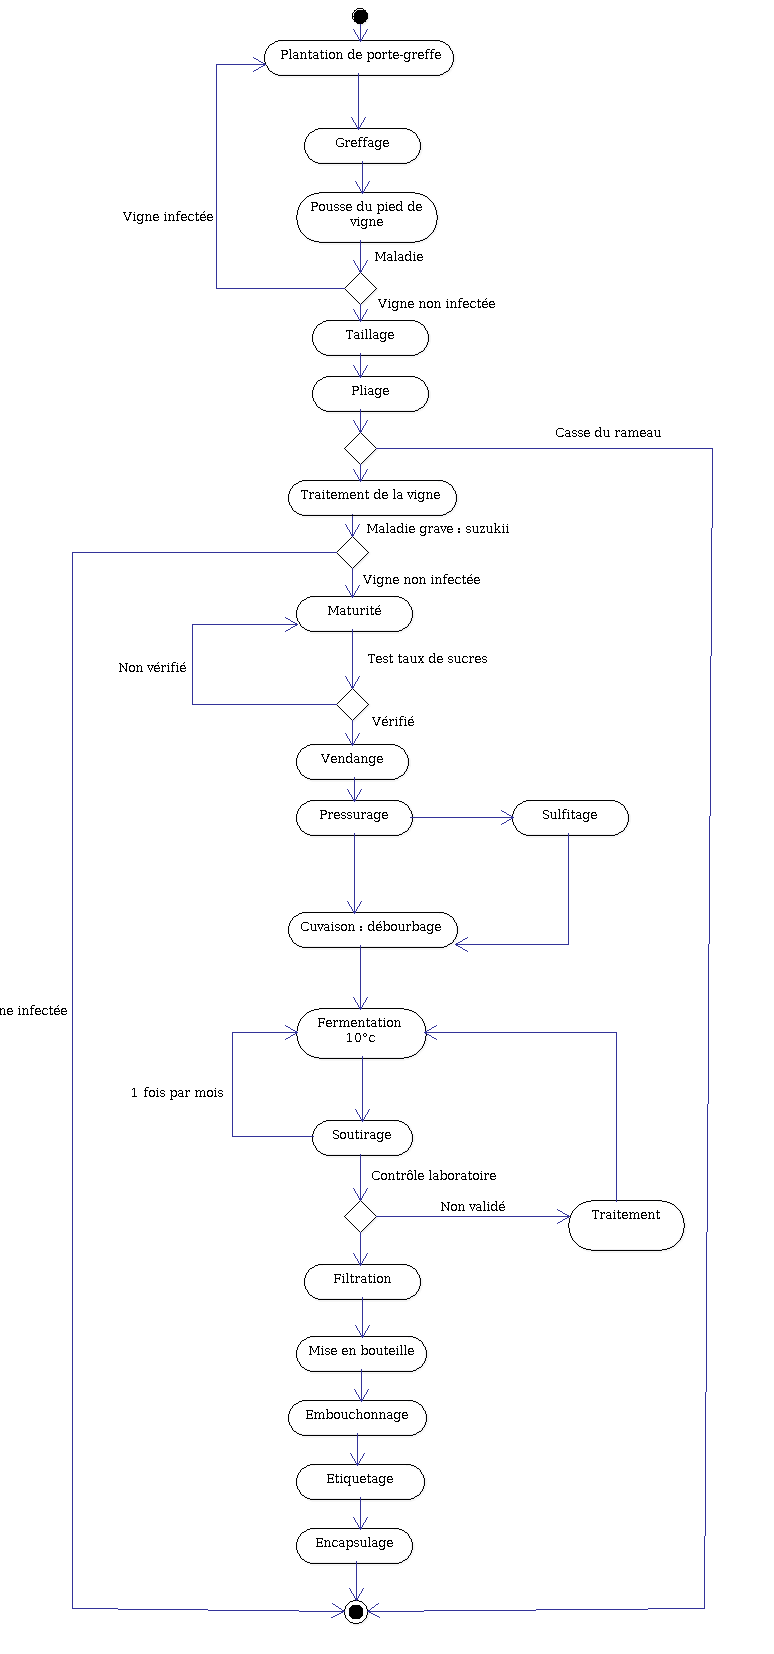 Plantation de porte-greffe
Greffage
Vigne infectée
Pousse du pied de
vigne
Maladie
Vigne non infectée
Taillage
Pliage
Casse du rameau
Traitement de la vigne
Maladie grave : suzukii
Vigne non infectée
Maturité
Test taux de sucres
Non vérifié
Vérifié
Vendange
Pressurage
Sulfitage
Cuvaison : débourbage
ne infectée
Fermentation
10°c
1 fois par mois
Soutirage
Contrôle laboratoire
Non validé
Traitement
Filtration
Mise en bouteille
Embouchonnage
Etiquetage
Encapsulage